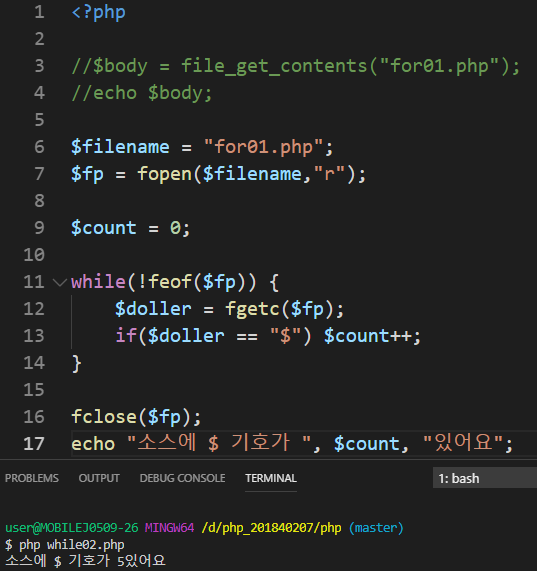 1 <?php
2
3 //$body = file_get_contents("for01.php");
4 //echo $body;
5
6 $filename = "for01.php";
7 $fp = fopen($filename,"r");
8
9 $count = 0;
10
11 while(!feof($fp)) {
12 $doller = fgetc($fp);
13 if($doller == "$") $count++;
14 }
15
16 fclose($fp);
17 echo "소스에 $ 기호가 ", $count, "있어요";
PROBLEMS OUTPUT DEBUG CONSOLE TERMINAL 1: bash
user@MOBILEJ0509-26 MINGW64 /d/php_201840207/php (master)
$ php while02.php
소스에 $ 기호가 5있어요